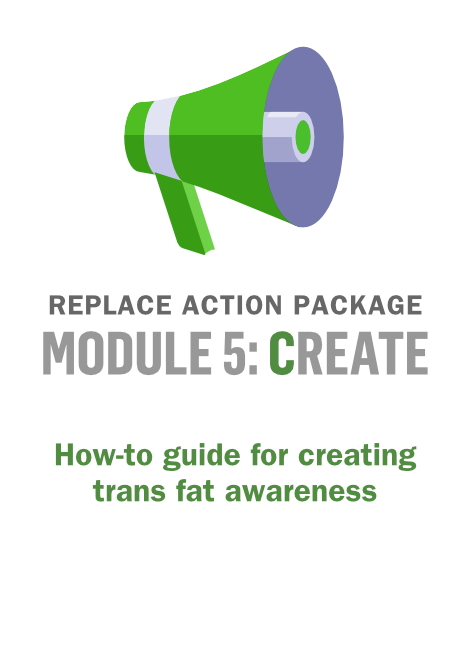 REPLACE ACTION PACKAGE
MODULE 5: CREATE
How-to guide for creating
trans fat awareness